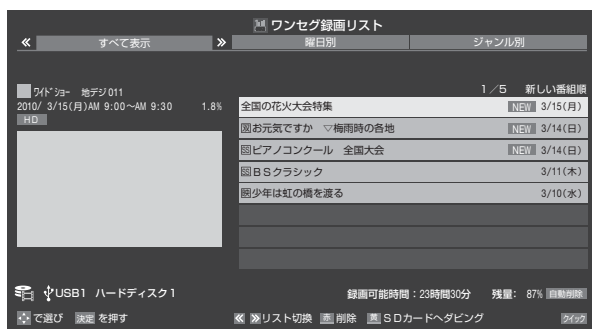 ワンセグ録画リスト
≪ すべて表示 ≫ 曜日別 ジャンル別
ワイドショー 地デジ011
1／5 新しい番組順
2010/ 3/15(月)AM 9:00～AM 9:30 1.8%
HD
全国の花火大会特集 NEW 3/15(月)
お元気ですか ▽梅雨時の各地 NEW 3/14(日)
ピアノコンクール 全国大会 NEW 3/14(日)
ＢＳクラシック 3/11(木)
少年は虹の橋を渡る 3/10(水)
USB1 ハードディスク1
録画可能時間：23時間30分 残量： 87% 自動削除
で選び 決定 を押す ≪ ≫リスト切換 赤 削除 黄 ＳＤカードへダビング クイック